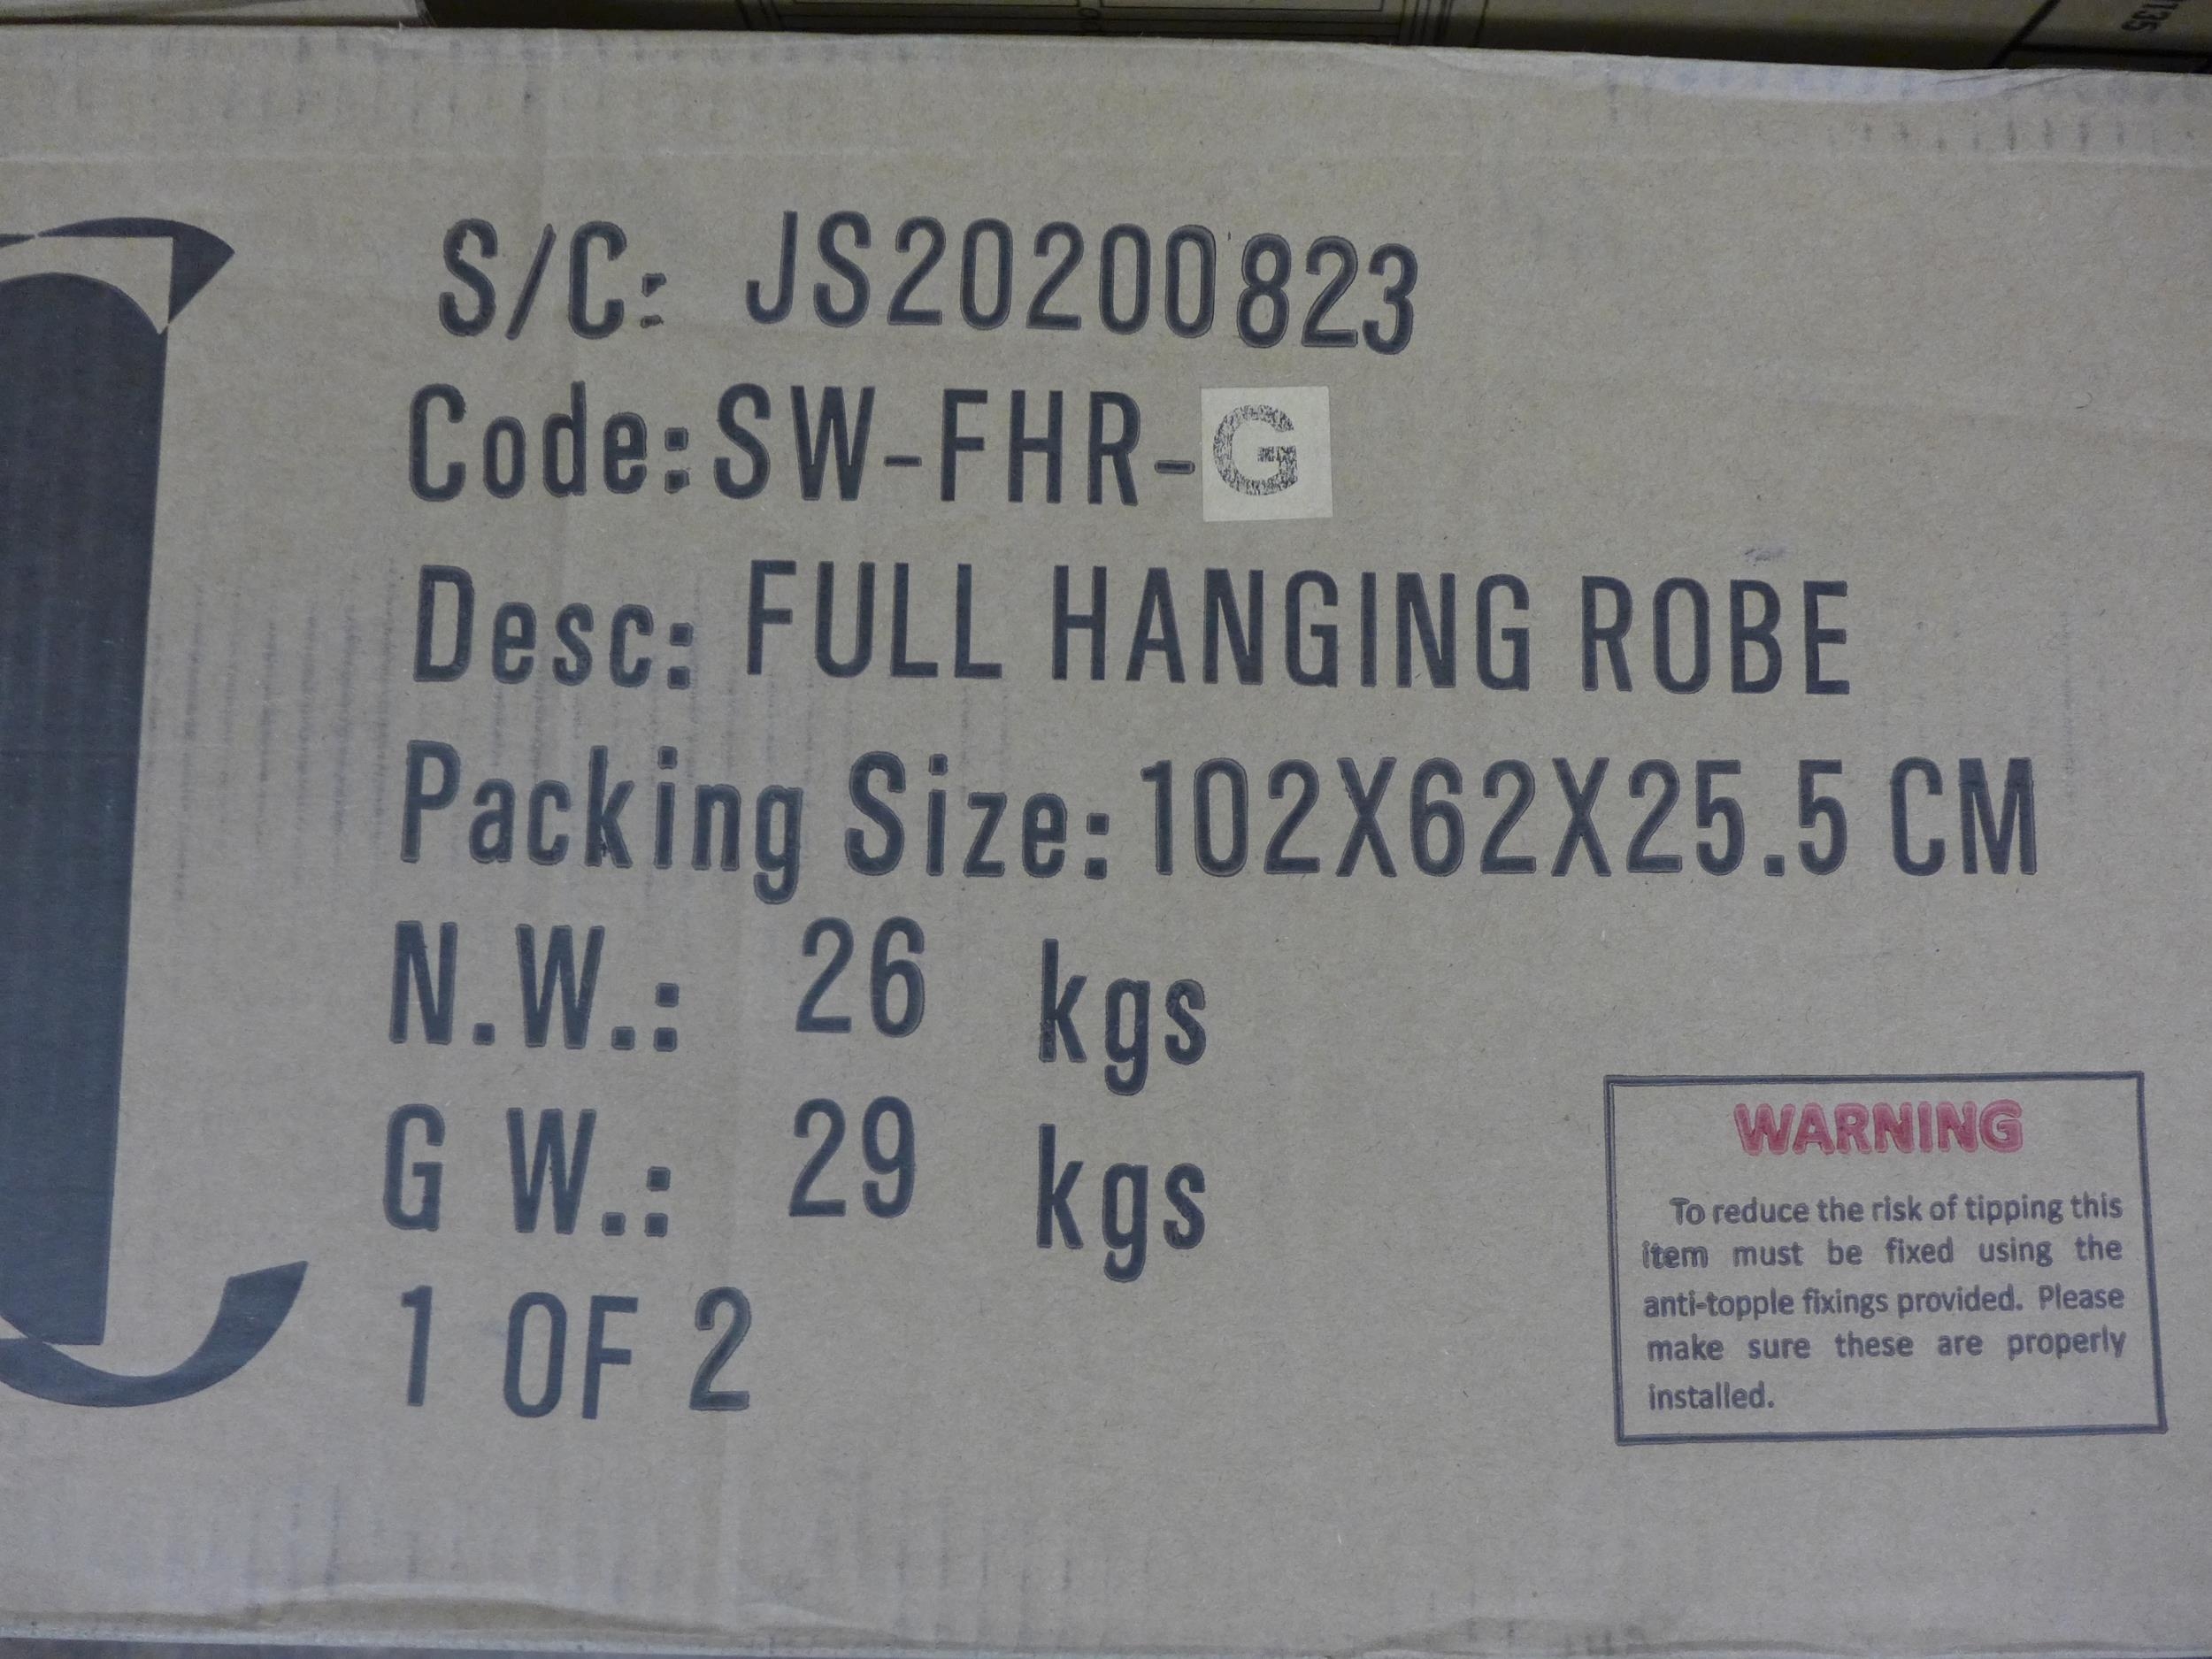 1135
S/C: JS20200823
Code:SW-FHR-G
Desc: FULL HANGING ROBE
Packing Size:102X62X25.5 CM
N.W.: 26 kgs
G W.: 29 kgs
1 OF 2
WARNING
To reduce the risk of tipping this
item must be fixed using the
anti-topple fixings provided. Please
make sure these are properly
installed.